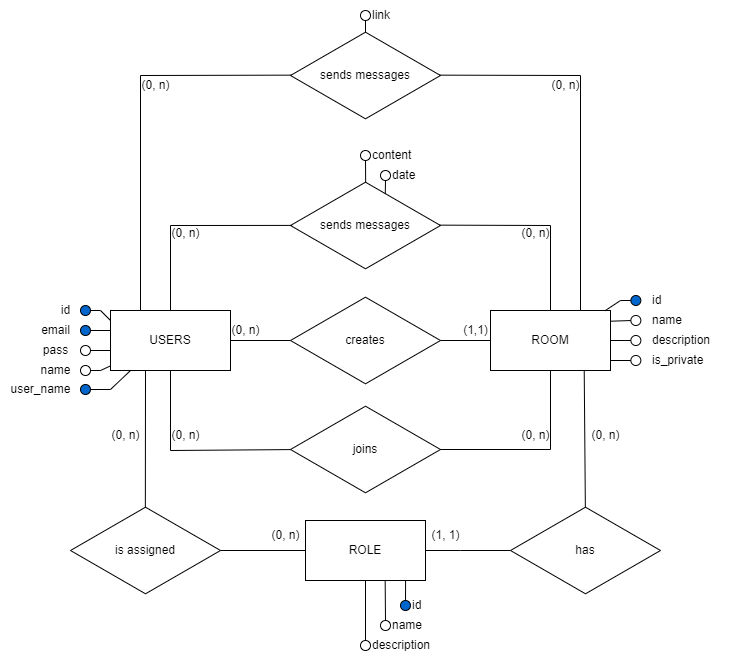 link
sends messages
(0, n)
(0, n)
content
date
sends messages
(0, n)
(0, n)
id
email
pass
name
user_name
USERS
(0, n)
creates
(1,1)
ROOM
id
name
description
is_private
(0, n)
(0, n)
joins
(0, n)
(0, n)
is assigned
(0, n)
ROLE
(1, 1)
has
id
name
description